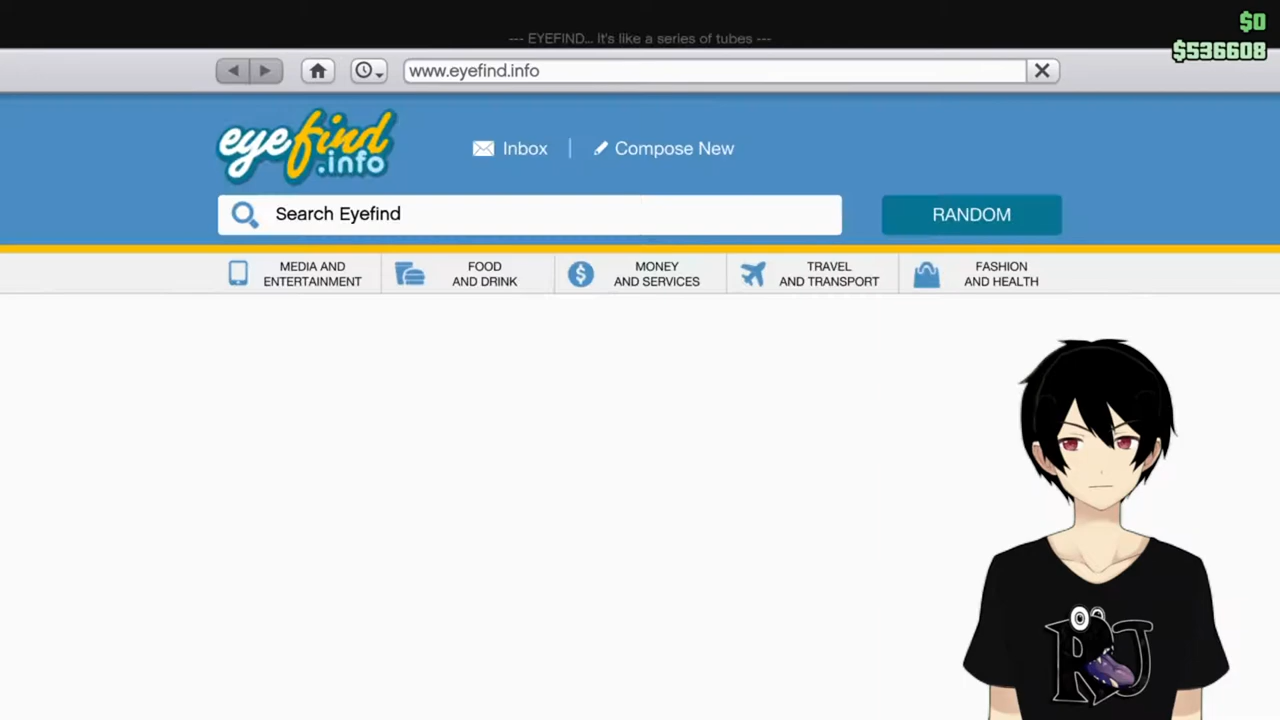 --- EYEFIND... It's like a series of tubes ---
$0
$536608
www.eyefind.info
eyefind
.info
Inbox
Compose New
Search Eyefind
RANDOM
MEDIA AND
ENTERTAINMENT
FOOD
AND DRINK
MONEY
AND SERVICES
TRAVEL
AND TRANSPORT
FASHION
AND HEALTH
RJ